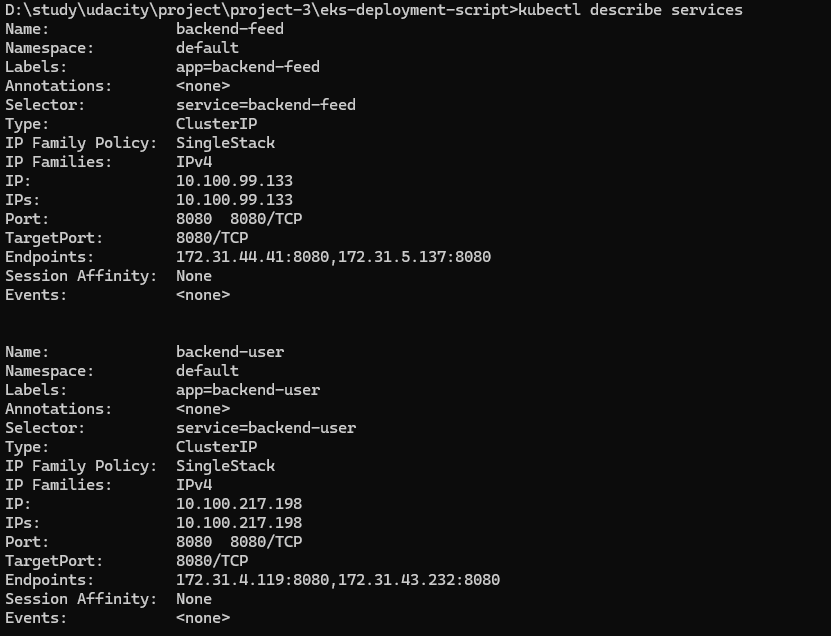 D:\study\udacity\project\project-3\eks-deployment-script>kubectl describe services
Name:              backend-feed
Namespace:         default
Labels:            app=backend-feed
Annotations:       <none>
Selector:          service=backend-feed
Type:              ClusterIP
IP Family Policy:  SingleStack
IP Families:       IPv4
IP:                10.100.99.133
IPs:               10.100.99.133
Port:              8080  8080/TCP
TargetPort:        8080/TCP
Endpoints:         172.31.44.41:8080,172.31.5.137:8080
Session Affinity:  None
Events:            <none>


Name:              backend-user
Namespace:         default
Labels:            app=backend-user
Annotations:       <none>
Selector:          service=backend-user
Type:              ClusterIP
IP Family Policy:  SingleStack
IP Families:       IPv4
IP:                10.100.217.198
IPs:               10.100.217.198
Port:              8080  8080/TCP
TargetPort:        8080/TCP
Endpoints:         172.31.4.119:8080,172.31.43.232:8080
Session Affinity:  None
Events:            <none>